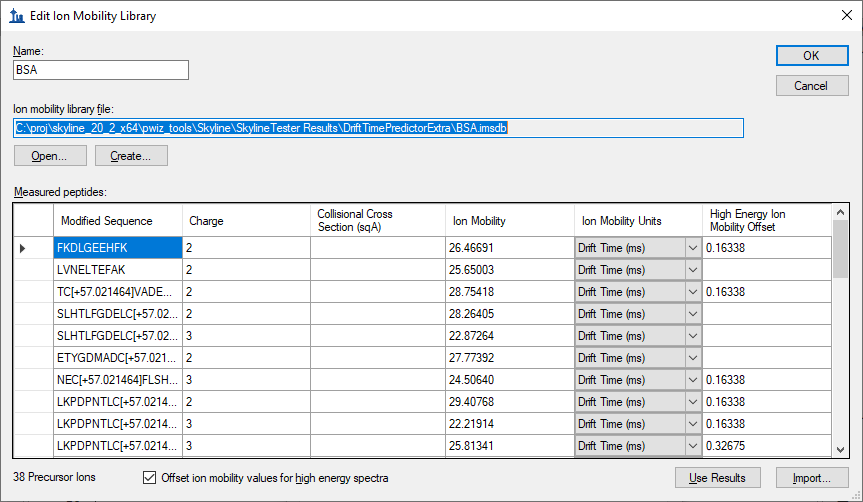 Edit Ion Mobility Library
Name:
BSA
OK
Cancel
Ion mobility library file:
C:\proj\skyline_20_2_x64\pwiz_tools\Skyline\SkylineTester Results\DriftTimePredictorExtra\BSA.imsdb
Open... Create...
Measured peptides:
Modified Sequence Charge Collisional Cross Section (sqA) Ion Mobility Ion Mobility Units High Energy Ion Mobility Offset
FKDLGEEHFK 2 26.46691 Drift Time (ms) 0.16338
LVNELTEFAK 2 25.65003 Drift Time (ms)
TC[+57.021464]VADE... 2 28.75418 Drift Time (ms) 0.16338
SLHTLFGDELC[+57.02... 2 28.26405 Drift Time (ms)
SLHTLFGDELC[+57.02... 3 22.87264 Drift Time (ms)
ETYGDMADC[+57.021... 2 27.77392 Drift Time (ms)
NEC[+57.021464]FLSH... 3 24.50640 Drift Time (ms) 0.16338
LKPDPNTLC[+57.0214... 2 29.40768 Drift Time (ms) 0.16338
LKPDPNTLC[+57.0214... 3 22.21914 Drift Time (ms) 0.16338
LKPDPNTLC[+57.0214... 3 25.81341 Drift Time (ms) 0.32675
38 Precursor Ions Offset ion mobility values for high energy spectra Use Results Import...